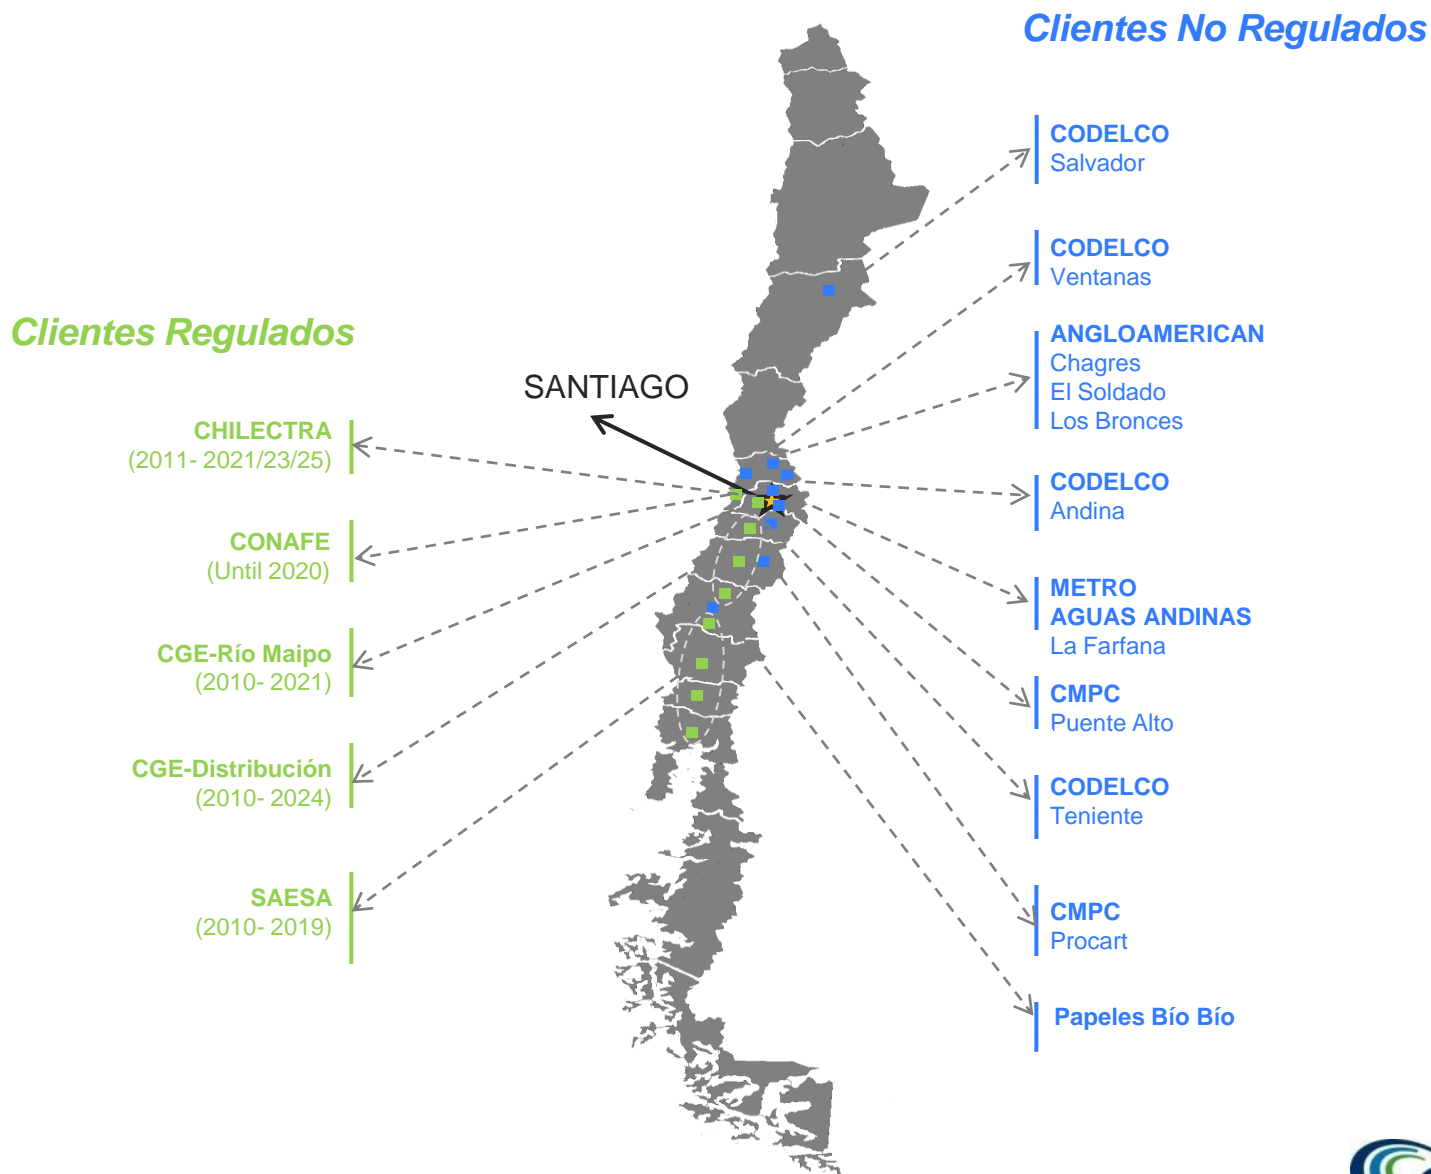 Clientes No Regulados
CODELCO
Salvador
CODELCO
Ventanas
ANGLOAMERICAN
Chagres
El Soldado
Los Bronces
CODELCO
Andina
METRO
AGUAS ANDINAS
La Farfana
CMPC
Puente Alto
CODELCO
Teniente
CMPC
Procart
Papeles Bío Bío
SANTIAGO
Clientes Regulados
CHILECTRA
(2011- 2021/23/25)
CONAFE
(Until 2020)
CGE-Río Maipo
(2010- 2021)
CGE-Distribución
(2010- 2024)
SAESA
(2010- 2019)